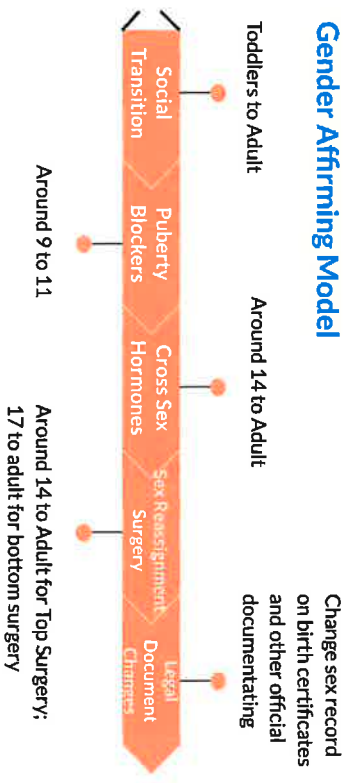 Gender Affirming Model
Toddlers to Adult
Around 14 to Adult
Change sex record
on birth certificates
and other official
documentating
Social
Transition
Puberty
Blockers
Cross Sex
Hormones
Sex Reassignment
Surgery
Legal
Document
Changes
Around 9 to 11
Around 14 to Adult for Top Surgery;
17 to adult for bottom surgery